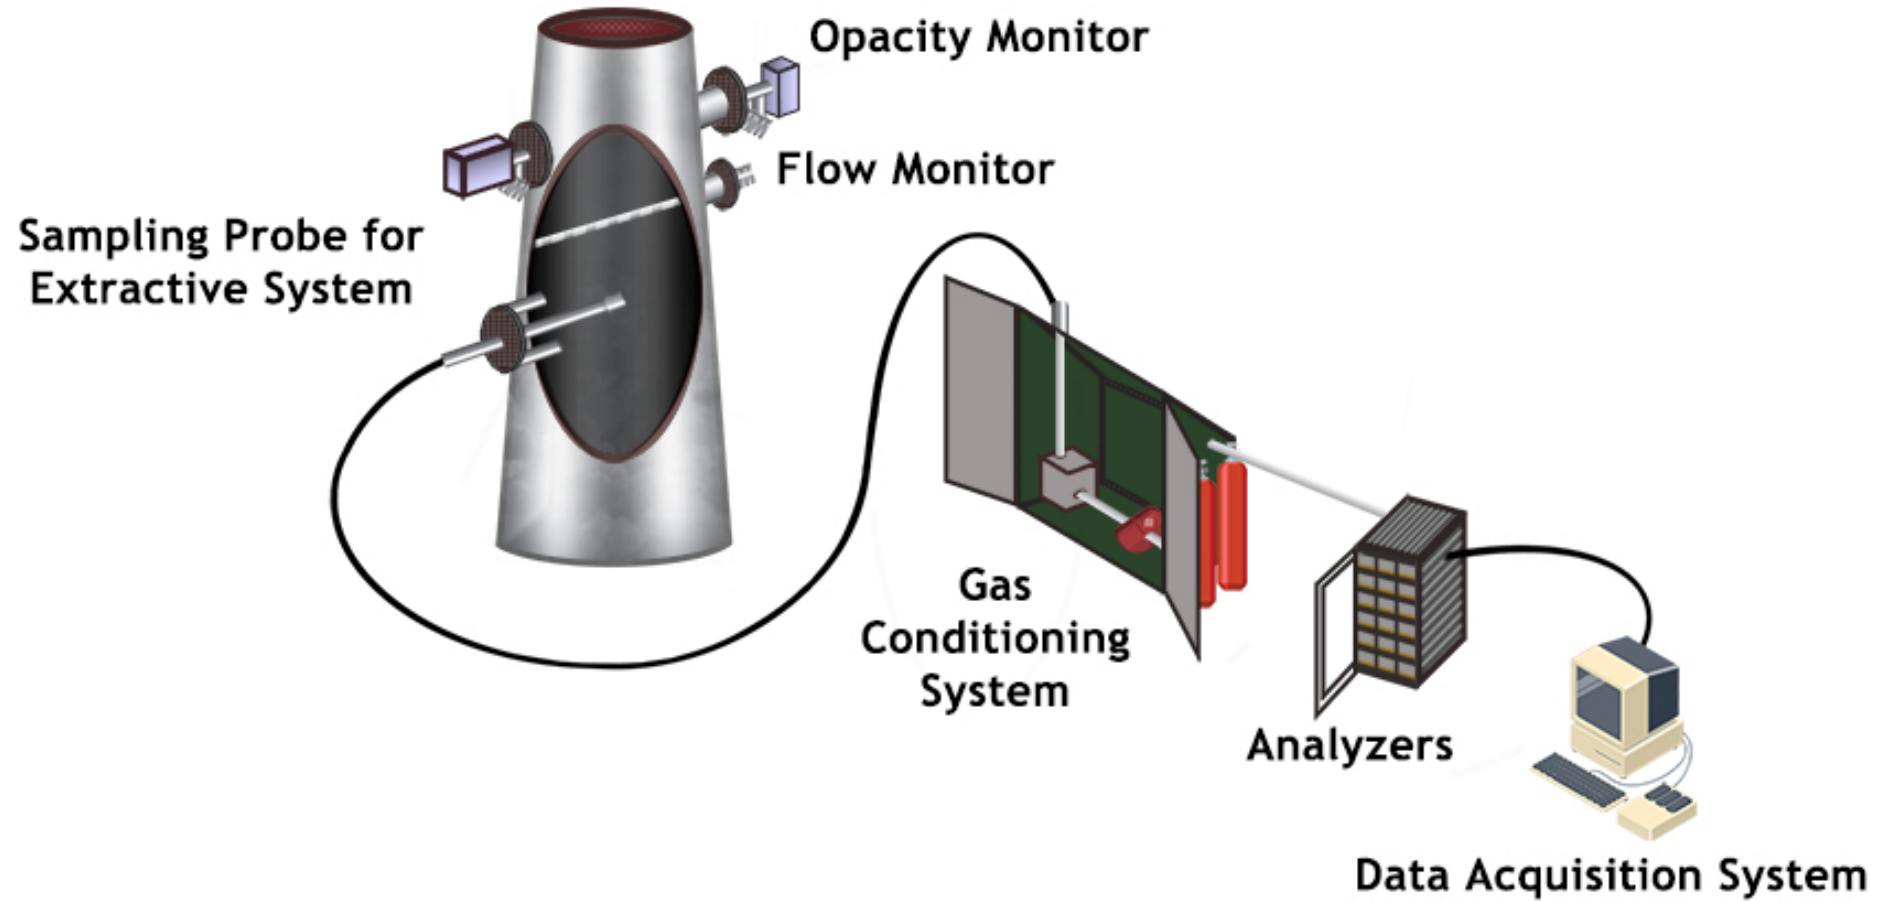 Opacity Monitor
Flow Monitor
Sampling Probe for
Extractive System
Gas
Conditioning
System
Analyzers
Data Acquisition System